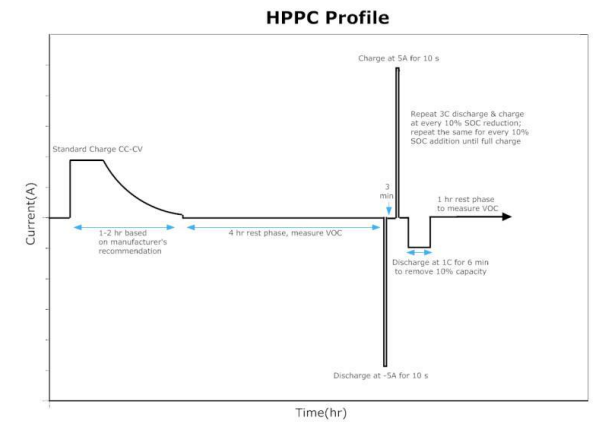 HPPC Profile
Charge at 5A for 10 s
Repeat 3C discharge & charge
at every 10% SOC reduction;
repeat the same for every 10%
SOC addition until full charge
Standard Charge CC-CV
3
min
1 hr rest phase
to measure VOC
Current(A)
1-2 hr based
on manufacturer's
recommendation
4 hr rest phase, measure VOC
Discharge at 1C for 6 min
to remove 10% capacity
Discharge at -5A for 10 s
Time(hr)